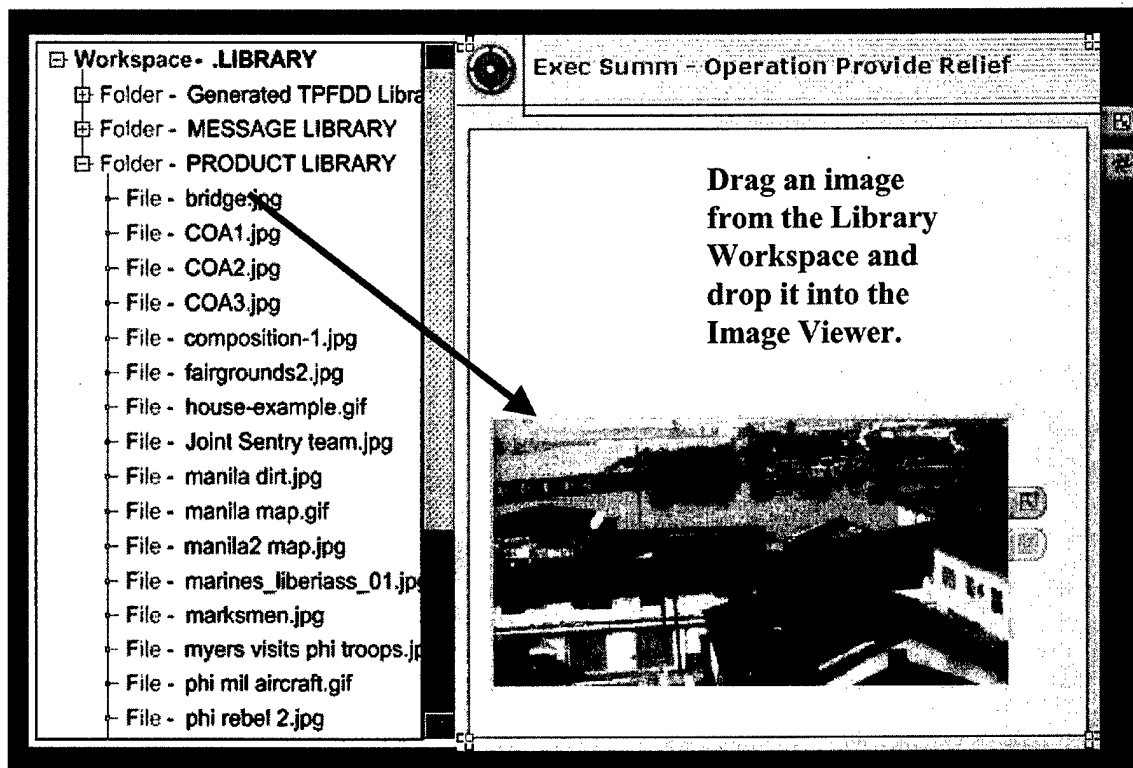 Workspace - .LIBRARY
Folder - Generated TPFDD Libra
Folder - MESSAGE LIBRARY
Folder - PRODUCT LIBRARY
File - bridge.jpg
File - COA1.jpg
File - COA2.jpg
File - COA3.jpg
File - composition-1.jpg
File - fairgrounds2.jpg
File - house-example.gif
File - Joint Sentry team.jpg
File - manila dirt.jpg
File - manila map.gif
File - manila2 map.jpg
File - marines_liberiass_01.jp
File - marksmen.jpg
File - myers visits phi troops.jp
File - phi mil aircraft.gif
File - phi rebel 2.jpg
Exec Summ - Operation Provide Relief
Drag an image
from the Library
Workspace and
drop it into the
Image Viewer.